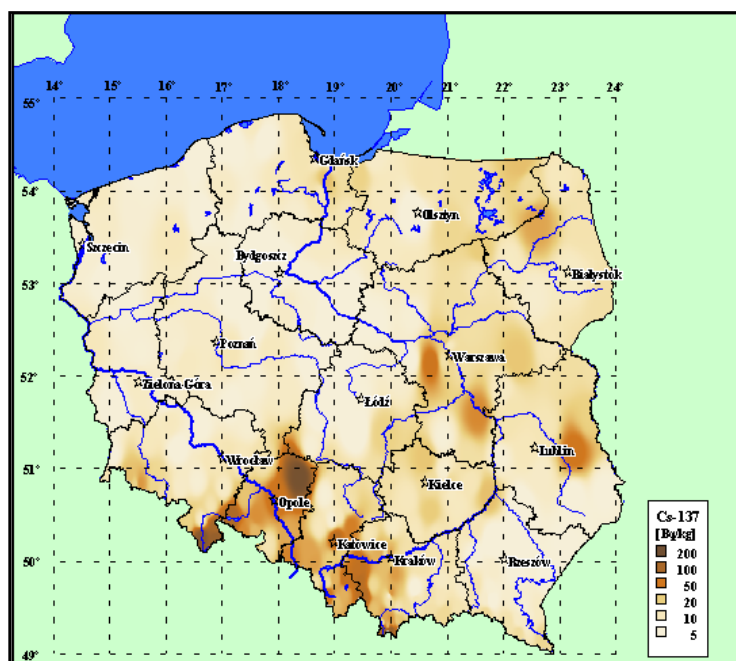 14° 15° 16° 17° 18° 19° 20° 21° 22° 23° 24°
55°
Gdańsk
54°
Olsztyn
Szczecin
Bydgoszcz
Białystok
53°
Poznań
Warszawa
52°
Zielona Góra
Łódź
Lublin
51°
Wrocław
Kielce
Opole
Cs-137
[Bq/kg]
200
100
50
20
10
5
Katowice
50°
Kraków
Rzeszów
49°